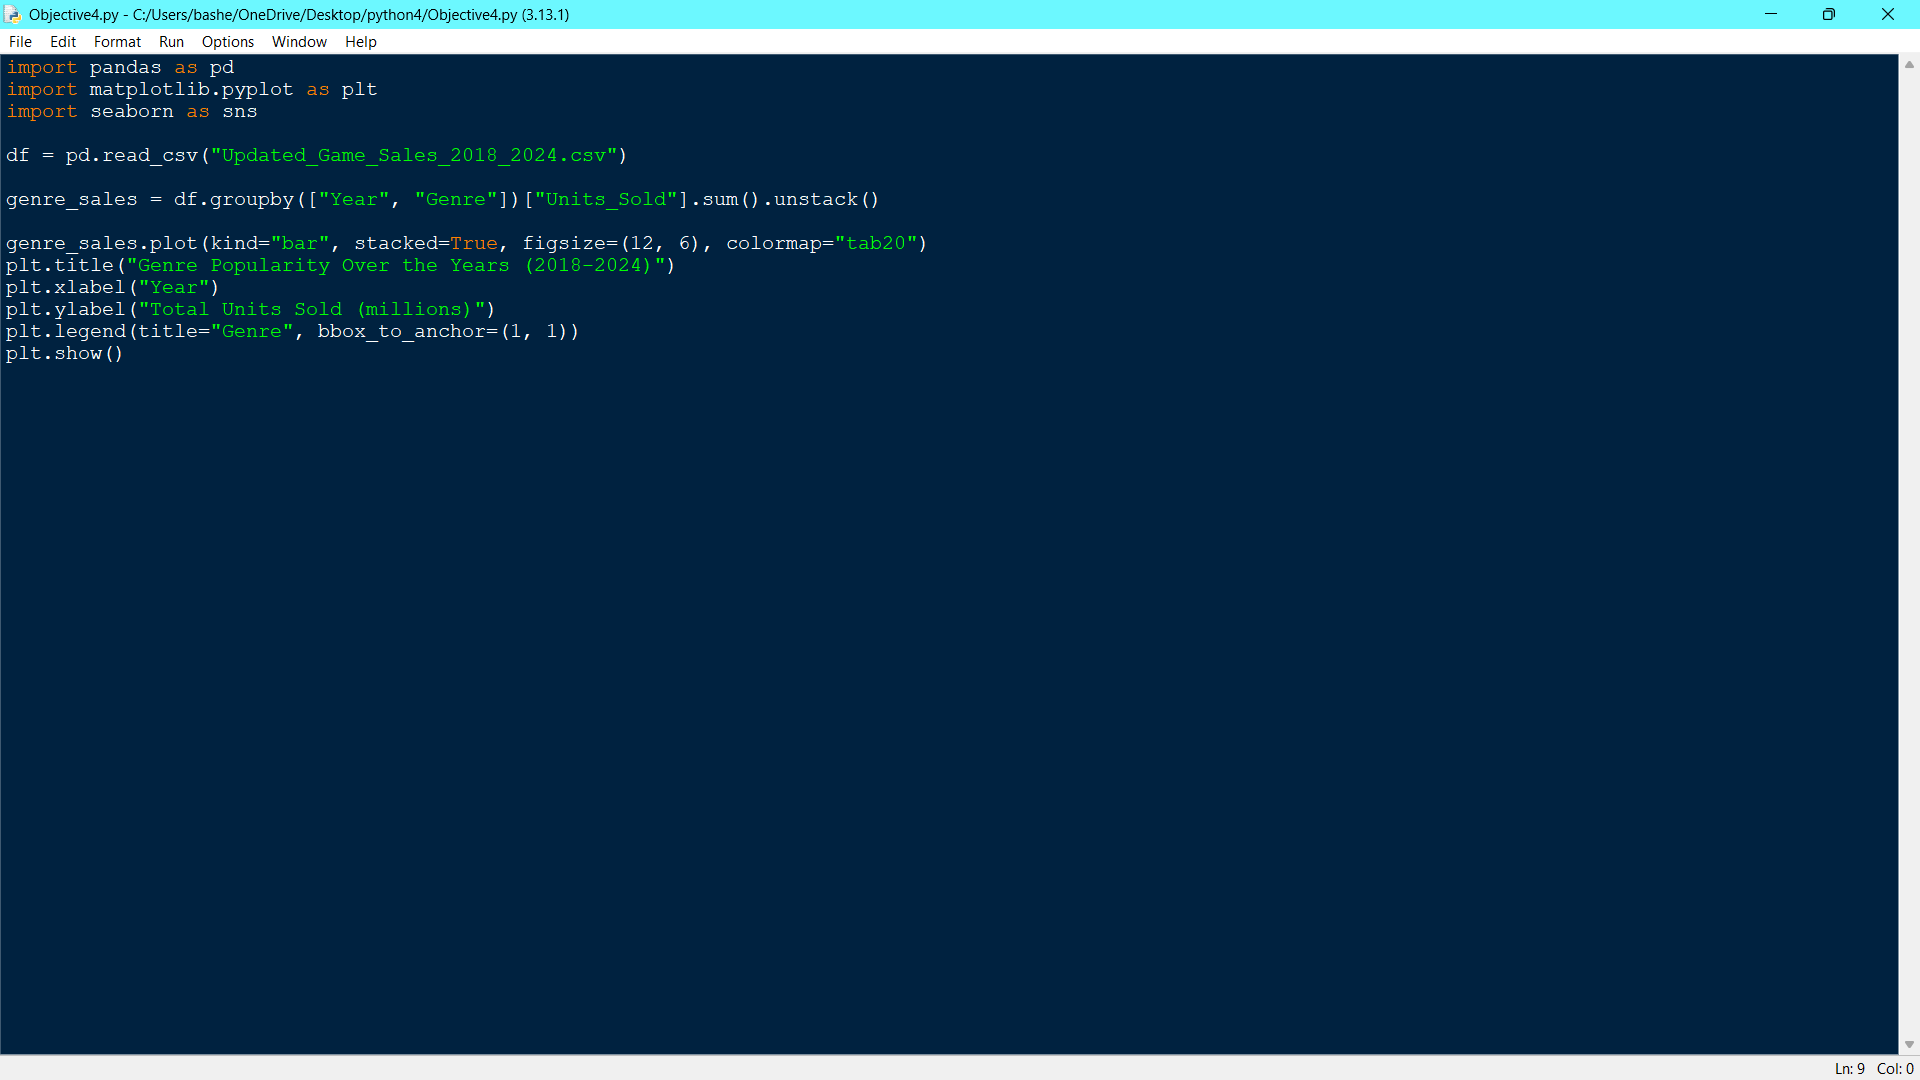 Objective4.py - C:/Users/bashe/OneDrive/Desktop/python4/Objective4.py (3.13.1)
File Edit Format Run Options Window Help
import pandas as pd
import matplotlib.pyplot as plt
import seaborn as sns
df = pd.read_csv("Updated_Game_Sales_2018_2024.csv")
genre_sales = df.groupby(["Year", "Genre"])["Units_Sold"].sum().unstack()
genre_sales.plot(kind="bar", stacked=True, figsize=(12, 6), colormap="tab20")
plt.title("Genre Popularity Over the Years (2018-2024)")
plt.xlabel("Year")
plt.ylabel("Total Units Sold (millions)")
plt.legend(title="Genre", bbox_to_anchor=(1, 1))
plt.show()
Ln: 9 Col: 0